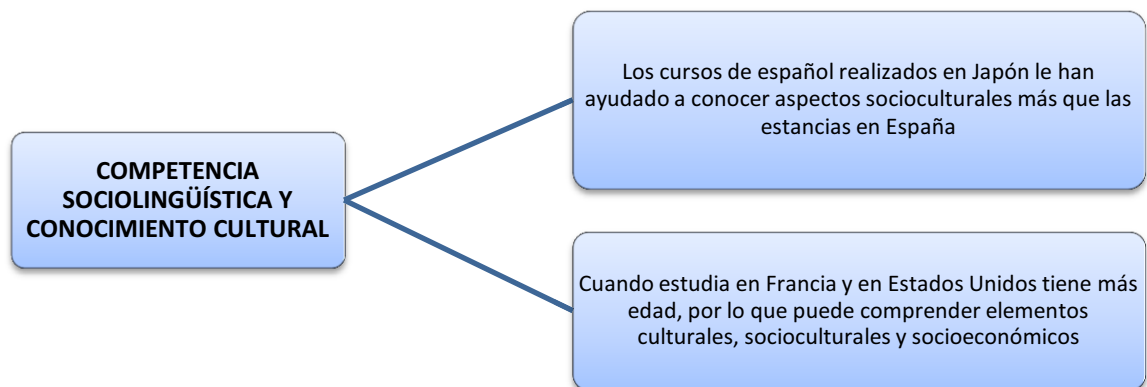 Los cursos de español realizados en Japón le han
ayudado a conocer aspectos socioculturales más que las
estancias en España
COMPETENCIA
SOCIOLINGÜÍSTICA Y
CONOCIMIENTO CULTURAL
Cuando estudia en Francia y en Estados Unidos tiene más
edad, por lo que puede comprender elementos
culturales, socioculturales y socioeconómicos